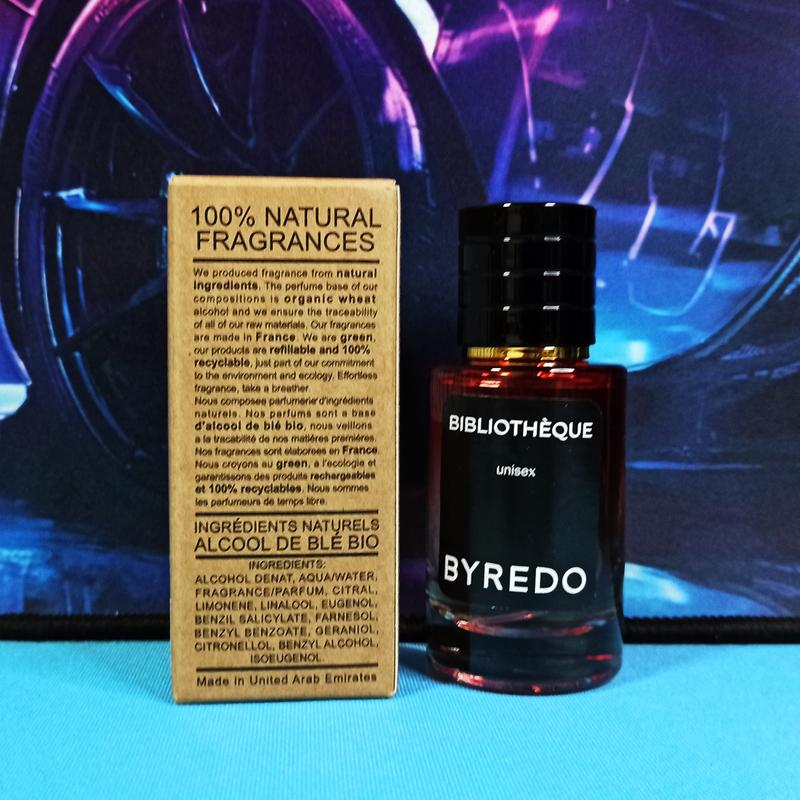 100% NATURAL
FRAGRANCES
We produced fragrance from natural
ingredients. The perfume base of our
compositions is organic wheat
alcohol and we ensure the traceability
of all of our raw materials. Our fragrances
are made in France. We are green,
our products are refillable and 100%
recyclable, just part of our commitment
to the environment and ecology. Effortless
fragrance, take a breather.
Nous composee parfumerie'd'ingrédients
naturels. Nos parfums sont a base
d'alcool de blé bio, nous veillons
a la tracabilité de nos matiéres premiéres.
Nos fragrances sont élaborees en France.
Nous croyons au green, a l'ecologie et
garantissons des produits rechargeables
et 100% recyclables. Nous sommes
les parfumeurs de temps libre.
INGRÉDIENTS NATURELS
ALCOOL DE BLÉ BIO
INGREDIENTS:
ALCOHOL DENAT, AQUA/WATER,
FRAGRANCE/PARFUM, CITRAL,
LIMONENE, LINALOOL, EUGENOL,
BENZIL SALICYLATE, FARNESOL,
BENZYL BENZOATE, GERANIOL,
CITRONELLOL, BENZYL ALCOHOL,
ISOEUGENOL.
Made in United Arab Emirates
BIBLIOTHÈQUE
unisex
BYREDO